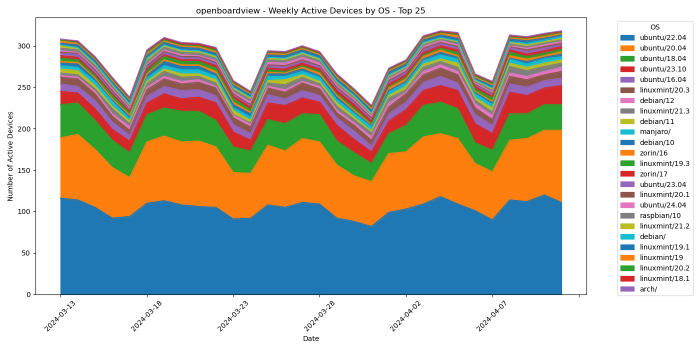 openboardview - Weekly Active Devices by OS - Top 25
Number of Active Devices
300
250
200
150
100
50
0
2024-03-13
2024-03-18
2024-03-23
2024-03-28
2024-04-02
2024-04-07
Date
OS
ubuntu/22.04
ubuntu/20.04
ubuntu/18.04
ubuntu/23.10
ubuntu/16.04
linuxmint/20.3
debian/12
linuxmint/21.3
debian/11
manjaro/
debian/10
zorin/16
linuxmint/19.3
zorin/17
ubuntu/23.04
linuxmint/20.1
ubuntu/24.04
raspbian/10
linuxmint/21.2
debian/
linuxmint/19.1
linuxmint/19
linuxmint/20.2
linuxmint/18.1
arch/